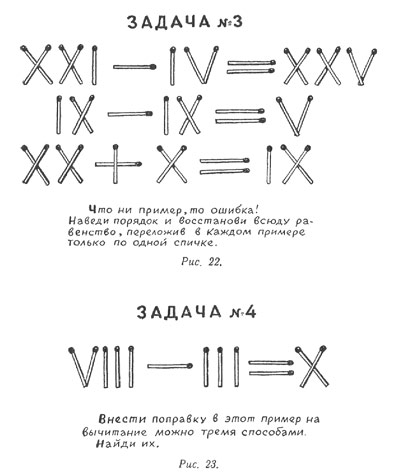 ЗАДАЧА №3
XXI — IV = XXV
IX — IX = V
XX + X = IX
Что ни пример, то ошибка!
Наведи порядок и восстанови всюду ра-
венство, переложив в каждом примере
только по одной спичке.
Рис. 22.
ЗАДАЧА №4
VIIII — III = X
Внести поправку в этот пример на
вычитание можно тремя способами.
Найди их.
Рис. 23.